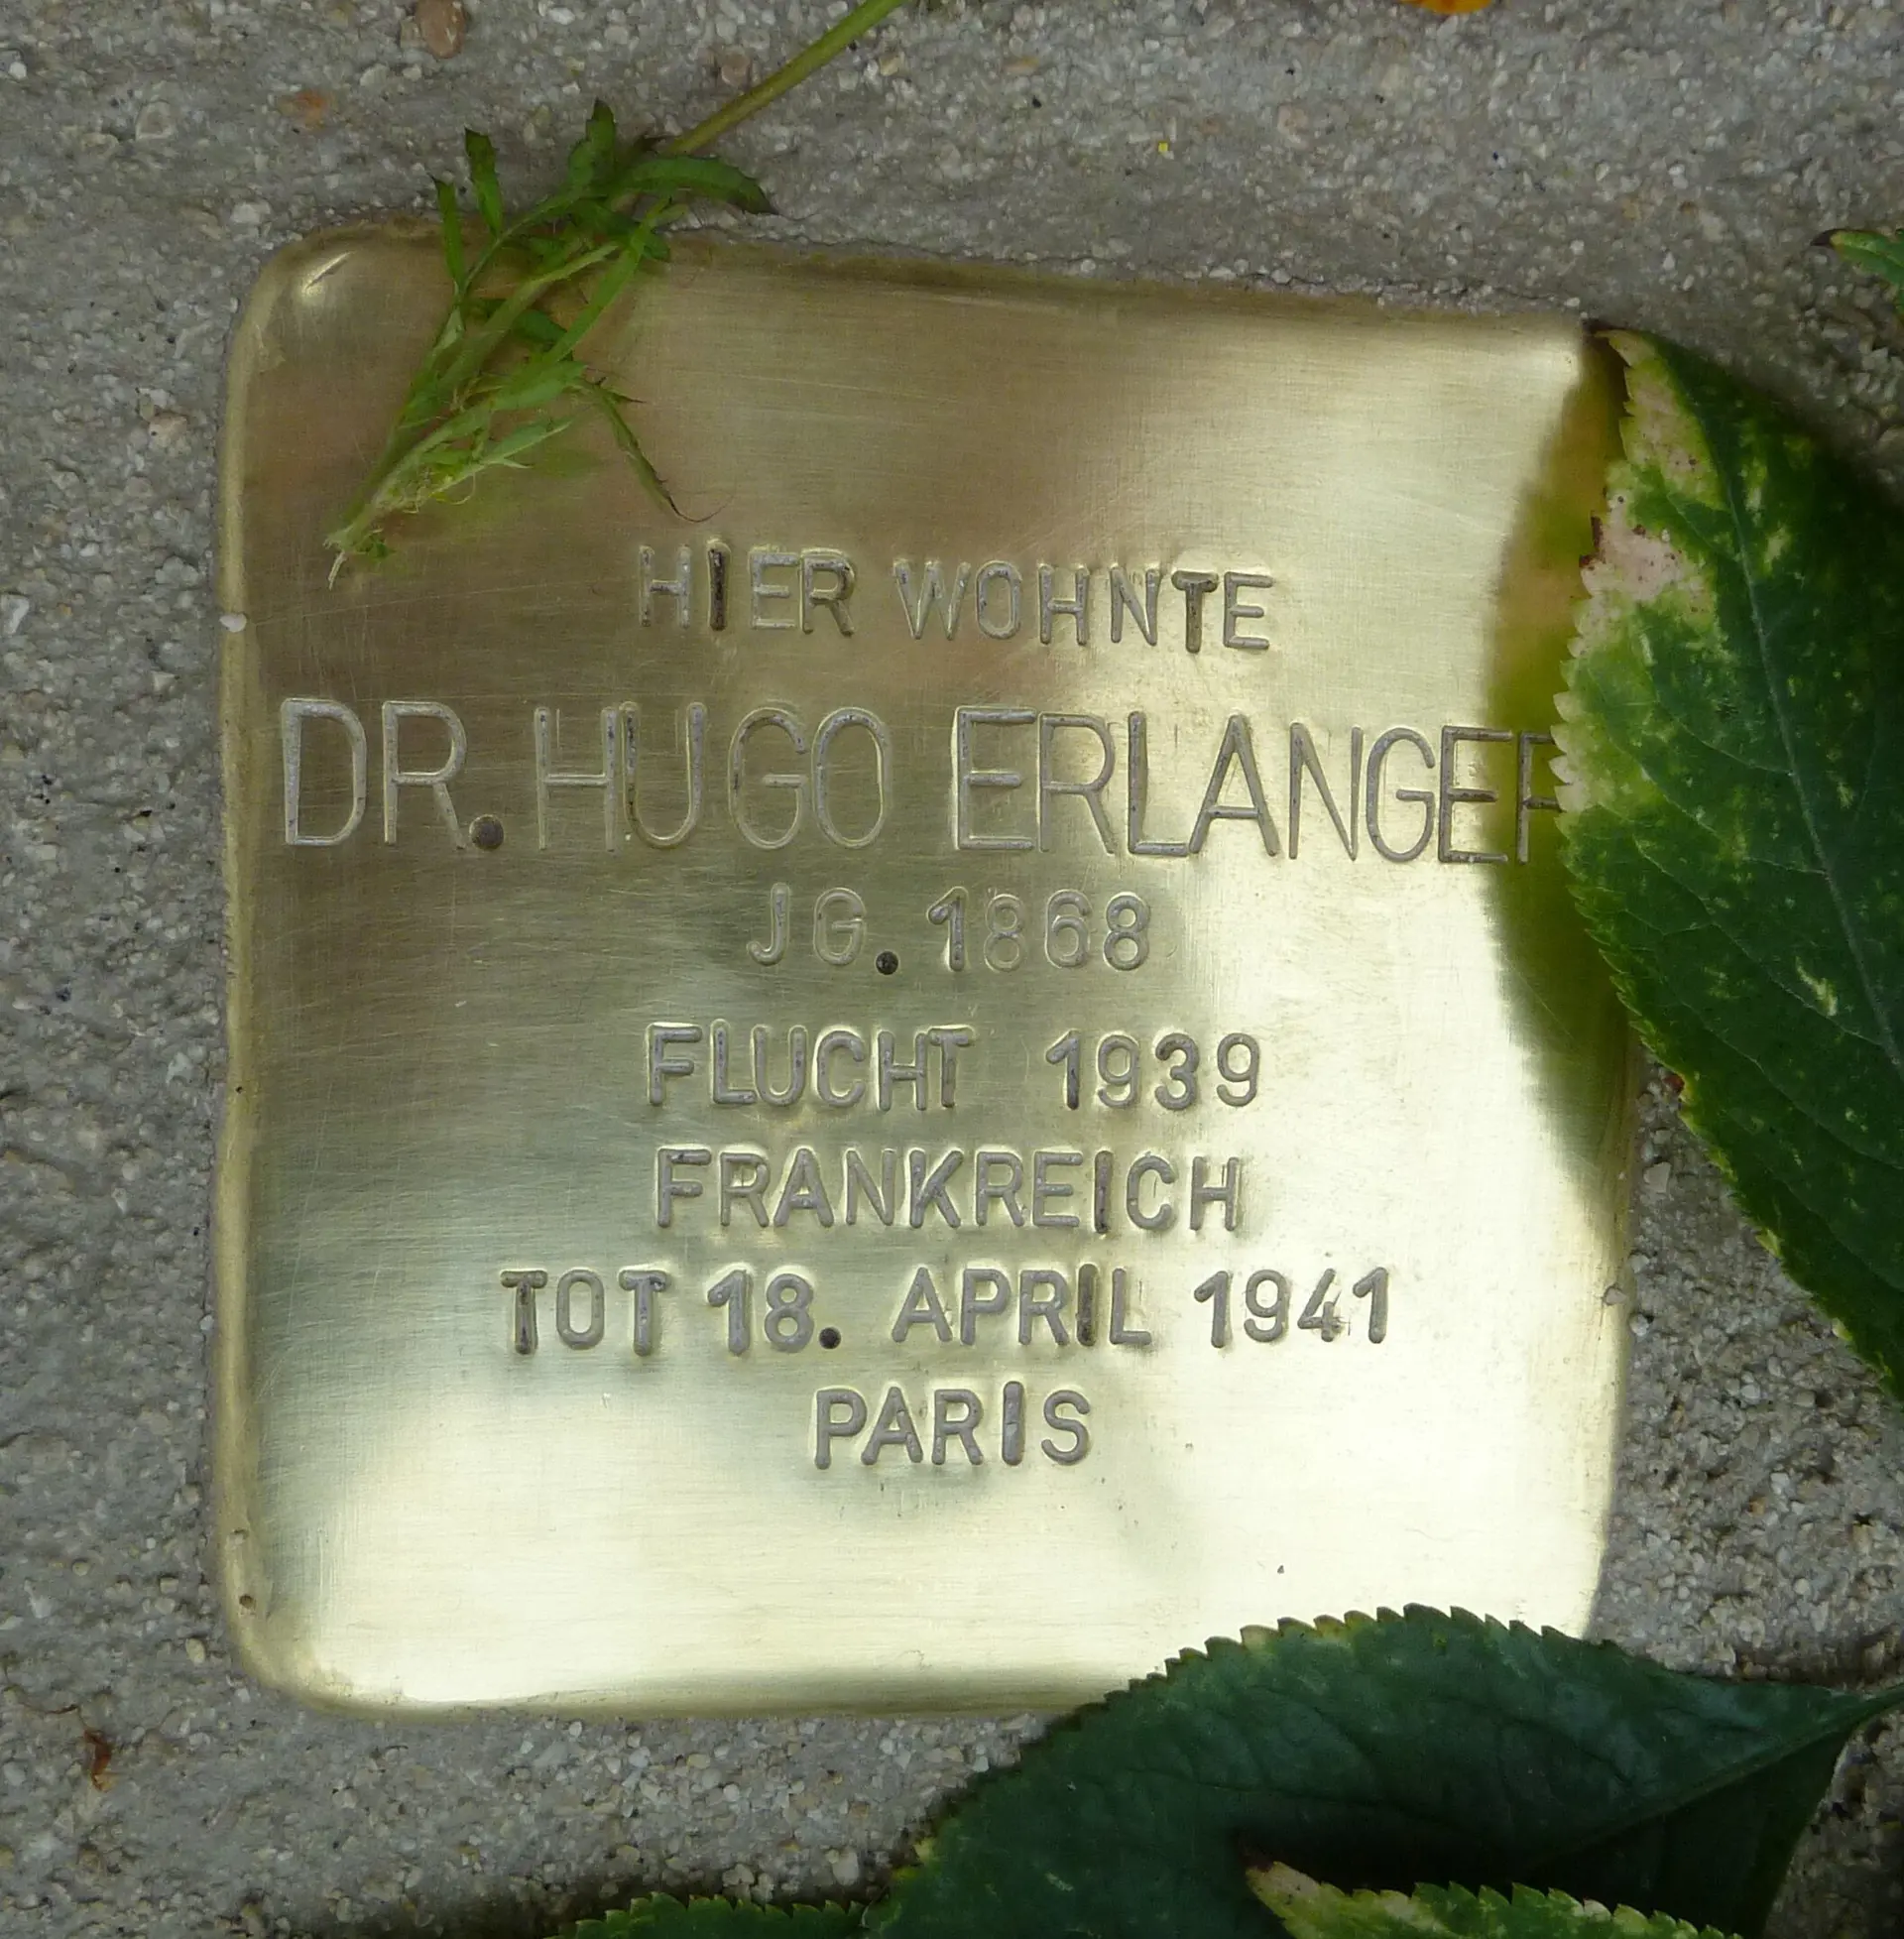 HIER WOHNTE
DR. HUGO ERLANGER
JG. 1868
FLUCHT 1939
FRANKREICH
TOT 18. APRIL 1941
PARIS